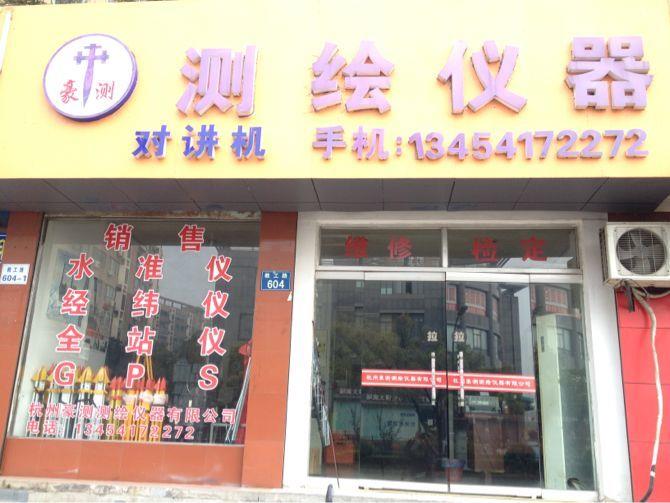 豪测
测绘仪器
对讲机 手机:13454172272
销售
水准仪
经纬仪
全站仪
GPS
杭州豪测测绘仪器有限公司
电话:13454172272
604-1
604
维修 检定
拉 拉
杭州豪测测绘仪器有限公司 杭州豪测测绘仪器有限公司